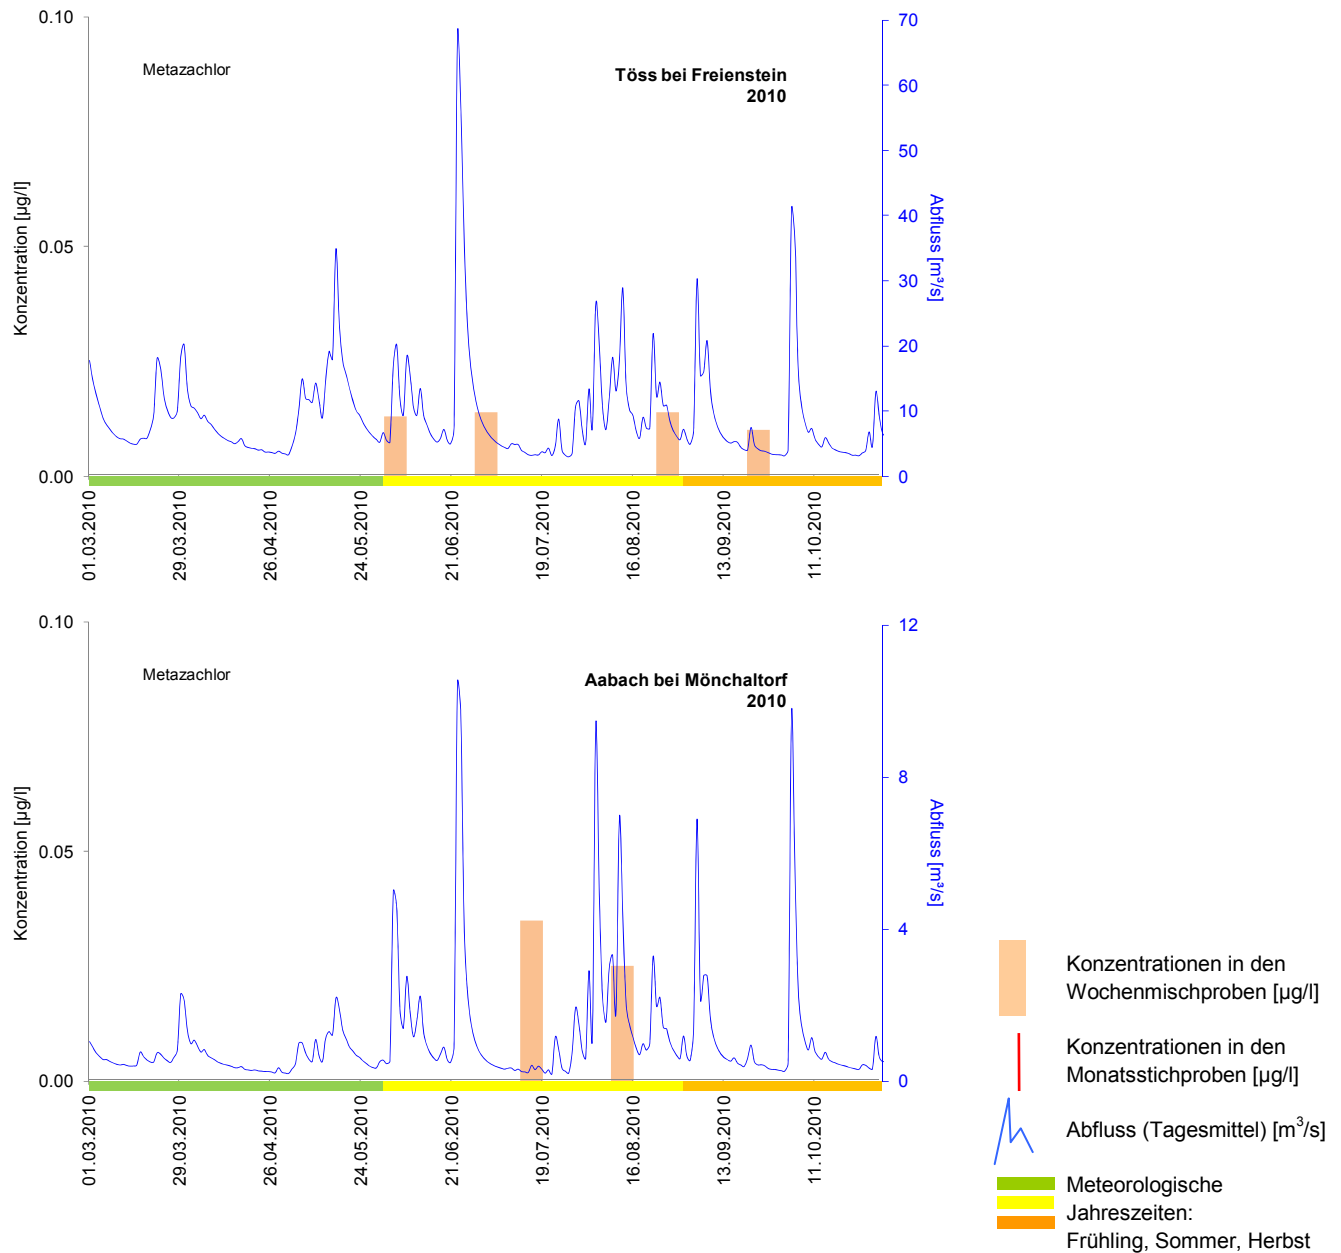 0.10
0.05
0.00
Konzentration [µg/l]
Metazachlor
Töss bei Freienstein
2010
70
60
50
40
30
20
10
0
Abfluss [m³/s]
01.03.2010
29.03.2010
26.04.2010
24.05.2010
21.06.2010
19.07.2010
16.08.2010
13.09.2010
11.10.2010
0.10
0.05
0.00
Konzentration [µg/l]
Metazachlor
Aabach bei Mönchaltorf
2010
12
8
4
0
Abfluss [m³/s]
01.03.2010
29.03.2010
26.04.2010
24.05.2010
21.06.2010
19.07.2010
16.08.2010
13.09.2010
11.10.2010
Konzentrationen in den
Wochenmischproben [µg/l]
Konzentrationen in den
Monatsstichproben [µg/l]
Abfluss (Tagesmittel) [m³/s]
Meteorologische
Jahreszeiten:
Frühling, Sommer, Herbst